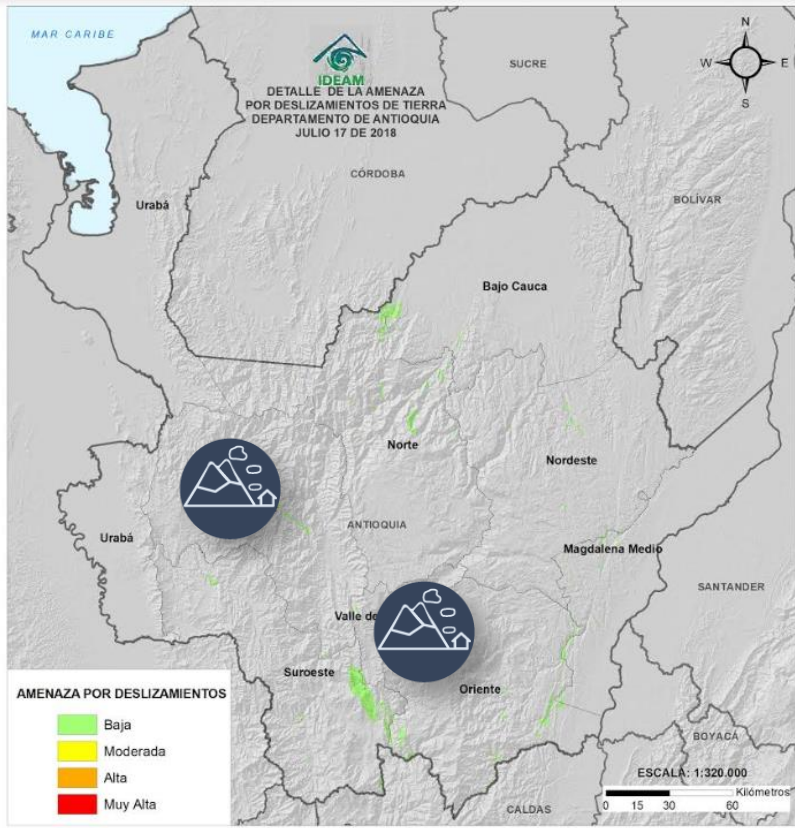 MAR CARIBE
IDEAM
DETALLE DE LA AMENAZA
POR DESLIZAMIENTOS DE TIERRA
DEPARTAMENTO DE ANTIOQUIA
JULIO 17 DE 2018
N
W
E
S
SUCRE
CÓRDOBA
BOLÍVAR
Urabá
Bajo Cauca
Norte
Nordeste
ANTIOQUIA
Urabá
Magdalena Medio
SANTANDER
Valle de
Suroeste
Oriente
AMENAZA POR DESLIZAMIENTOS
Baja
Moderada
Alta
Muy Alta
BOYACÁ
CALDAS
ESCALA: 1:320.000
Kilómetros
0 15 30 60